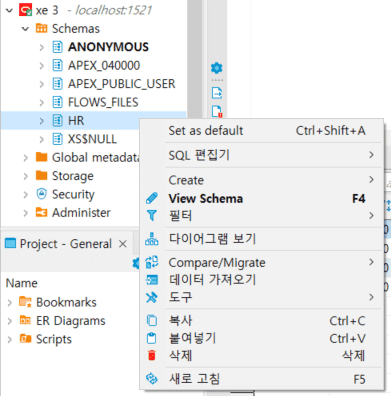 xe 3 - localhost:1521
Schemas
ANONYMOUS
APEX_040000
APEX_PUBLIC_USER
FLOWS_FILES
HR
XS$NULL
Global metadata
Storage
Security
Administer
Project - General
Name
Bookmarks
ER Diagrams
Scripts
Set as default Ctrl+Shift+A
SQL 편집기
Create
View Schema F4
필터
다이어그램 보기
Compare/Migrate
데이터 가져오기
도구
복사 Ctrl+C
붙여넣기 Ctrl+V
삭제 삭제
새로 고침 F5